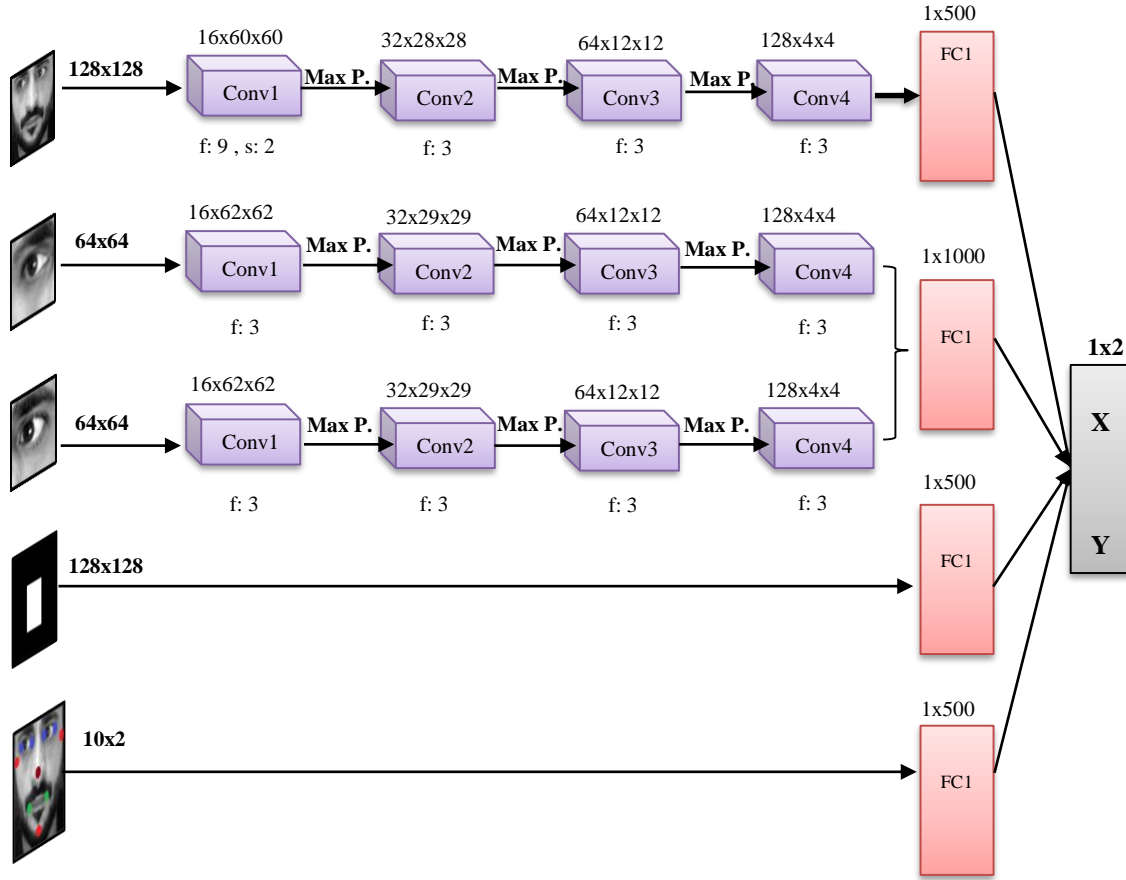 1x500
16x60x60
32x28x28
64x12x12
128x4x4
128x128
Max P.
Max P.
Max P.
FC1
Conv1
Conv2
Conv3
Conv4
f: 9 , s: 2
f: 3
f: 3
f: 3
16x62x62
32x29x29
64x12x12
128x4x4
64x64
Max P.
Max P.
Max P.
1x1000
Conv1
Conv2
Conv3
Conv4
f: 3
f: 3
f: 3
f: 3
FC1
1x2
16x62x62
32x29x29
64x12x12
128x4x4
64x64
Max P.
Max P.
Max P.
X
Conv1
Conv2
Conv3
Conv4
f: 3
f: 3
f: 3
f: 3
1x500
Y
128x128
FC1
1x500
10x2
FC1